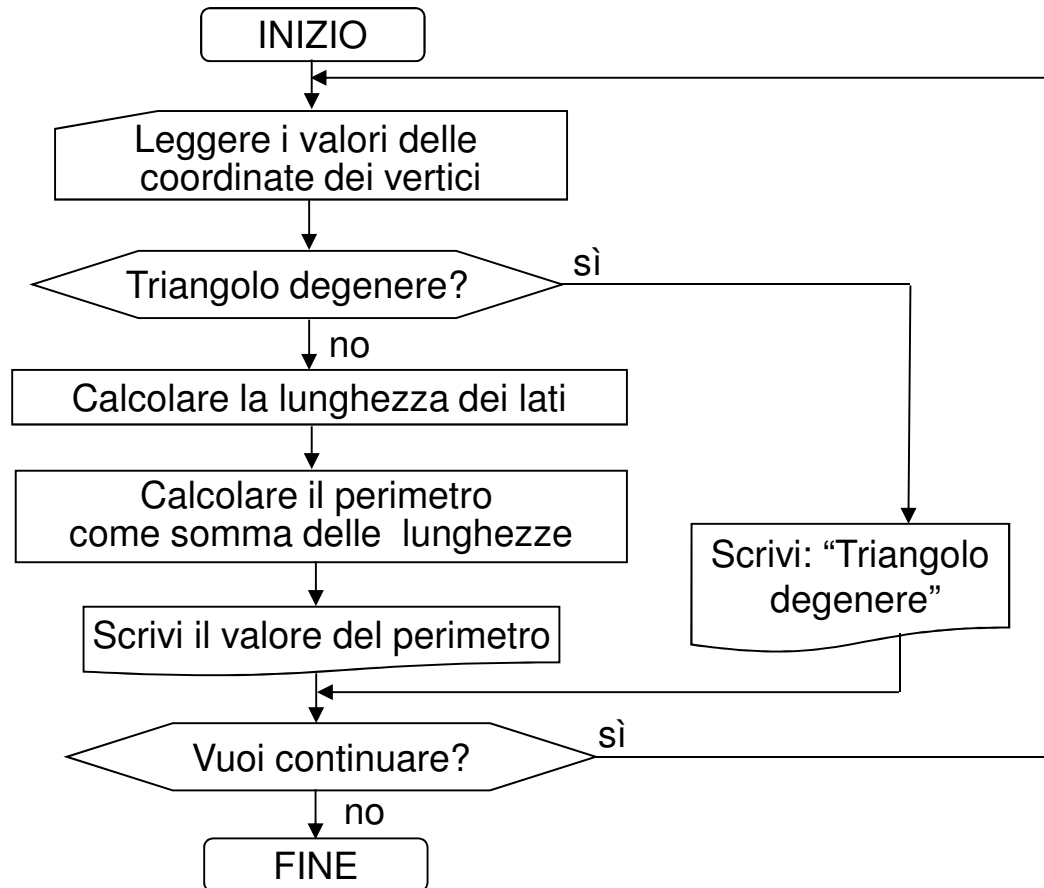 INIZIO
Leggere i valori delle
coordinate dei vertici
Triangolo degenere?
sì
no
Calcolare la lunghezza dei lati
Calcolare il perimetro
come somma delle lunghezze
Scrivi: “Triangolo
degenere”
Scrivi il valore del perimetro
Vuoi continuare?
sì
no
FINE